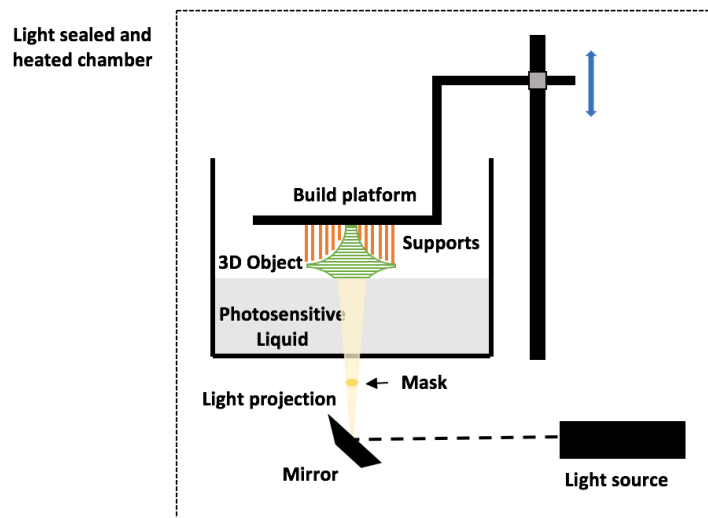 Light sealed and
heated chamber
Build platform
Supports
3D Object
Photosensitive
Liquid
Mask
Light projection
Mirror
Light source